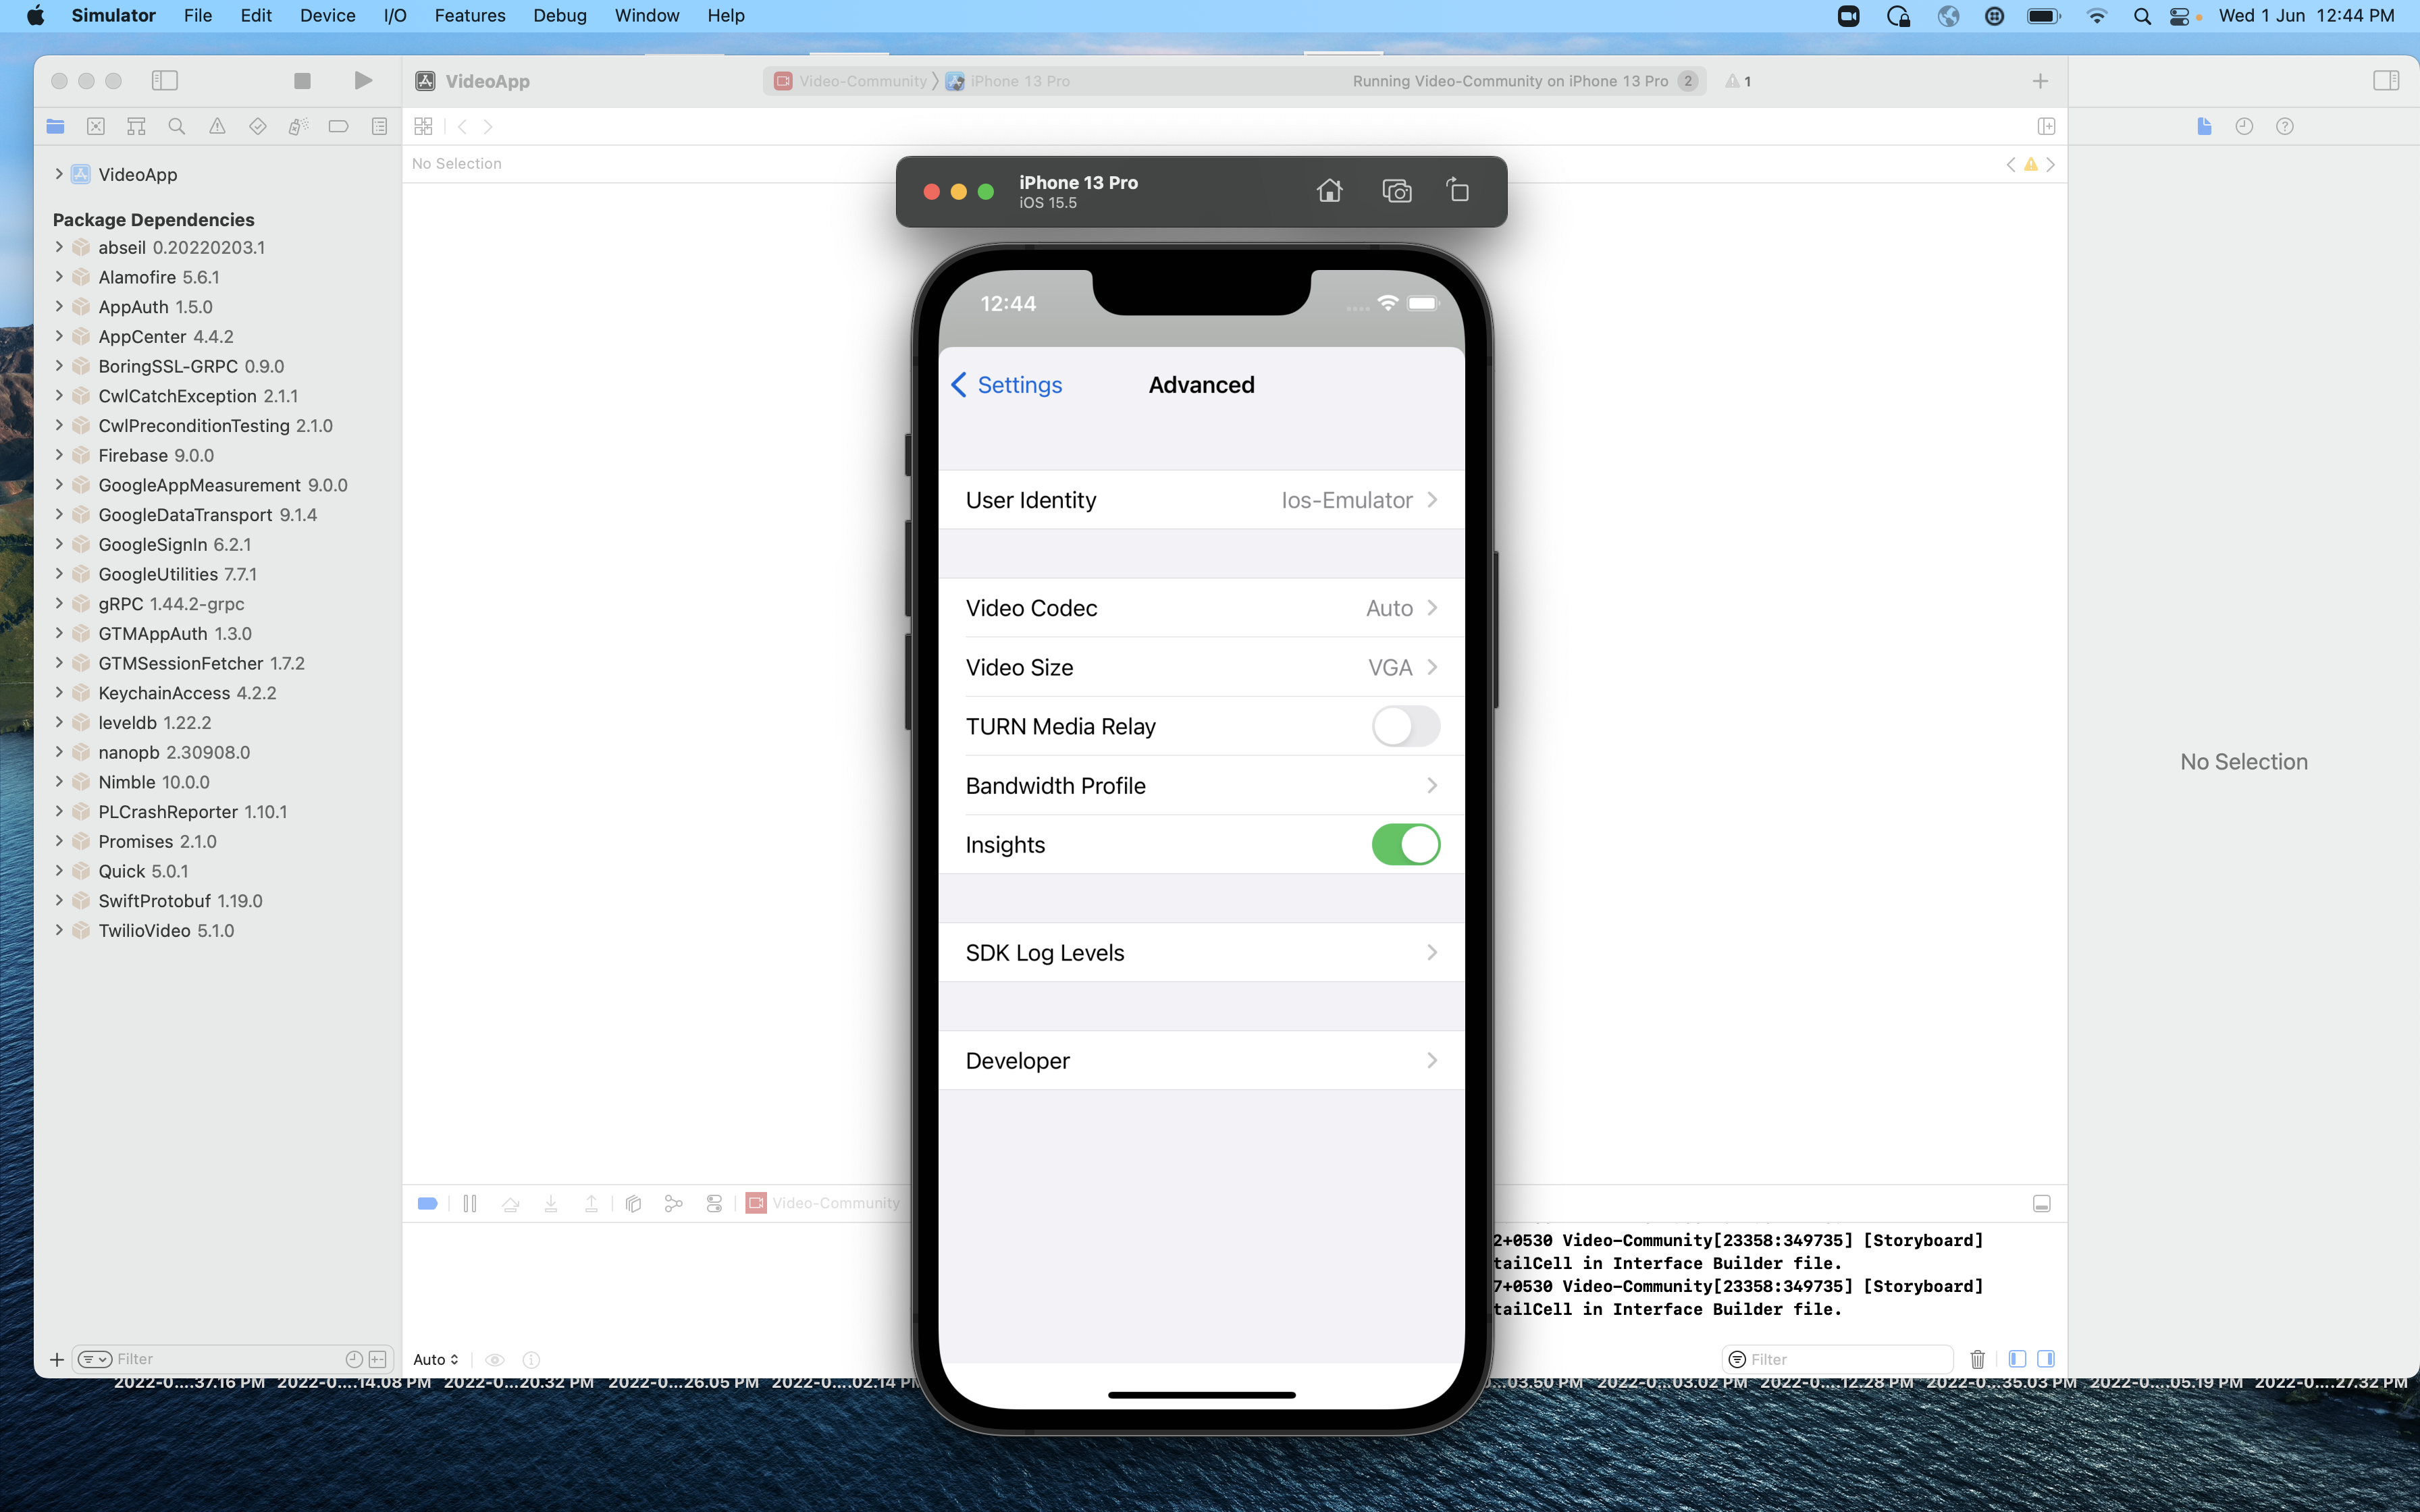 Simulator File Edit Device I/O Features Debug Window Help Wed 1 Jun 12:44 PM
VideoApp Video-Community iPhone 13 Pro Running Video-Community on iPhone 13 Pro 2 1
No Selection
VideoApp
Package Dependencies
abseil 0.20220203.1
Alamofire 5.6.1
AppAuth 1.5.0
AppCenter 4.4.2
BoringSSL-GRPC 0.9.0
CwlCatchException 2.1.1
CwlPreconditionTesting 2.1.0
Firebase 9.0.0
GoogleAppMeasurement 9.0.0
GoogleDataTransport 9.1.4
GoogleSignIn 6.2.1
GoogleUtilities 7.7.1
gRPC 1.44.2-grpc
GTMAppAuth 1.3.0
GTMSessionFetcher 1.7.2
KeychainAccess 4.2.2
leveldb 1.22.2
nanopb 2.30908.0
Nimble 10.0.0
PLCrashReporter 1.10.1
Promises 2.1.0
Quick 5.0.1
SwiftProtobuf 1.19.0
TwilioVideo 5.1.0
Filter
iPhone 13 Pro
iOS 15.5
12:44
Settings Advanced
User Identity Ios-Emulator
Video Codec Auto
Video Size VGA
TURN Media Relay
Bandwidth Profile
Insights
SDK Log Levels
Developer
No Selection
Video-Community
2+0530 Video-Community[23358:349735] [Storyboard]
tailCell in Interface Builder file.
7+0530 Video-Community[23358:349735] [Storyboard]
tailCell in Interface Builder file.
Auto
Filter
2022-0....37.16 PM 2022-0....14.08 PM 2022-0...20.32 PM 2022-0...26.05 PM 2022-0....02.14 PM ...03.50 PM 2022-0....03.02 PM 2022-0....12.28 PM 2022-0...35.03 PM 2022-0....05.19 PM 2022-0....27.32 PM